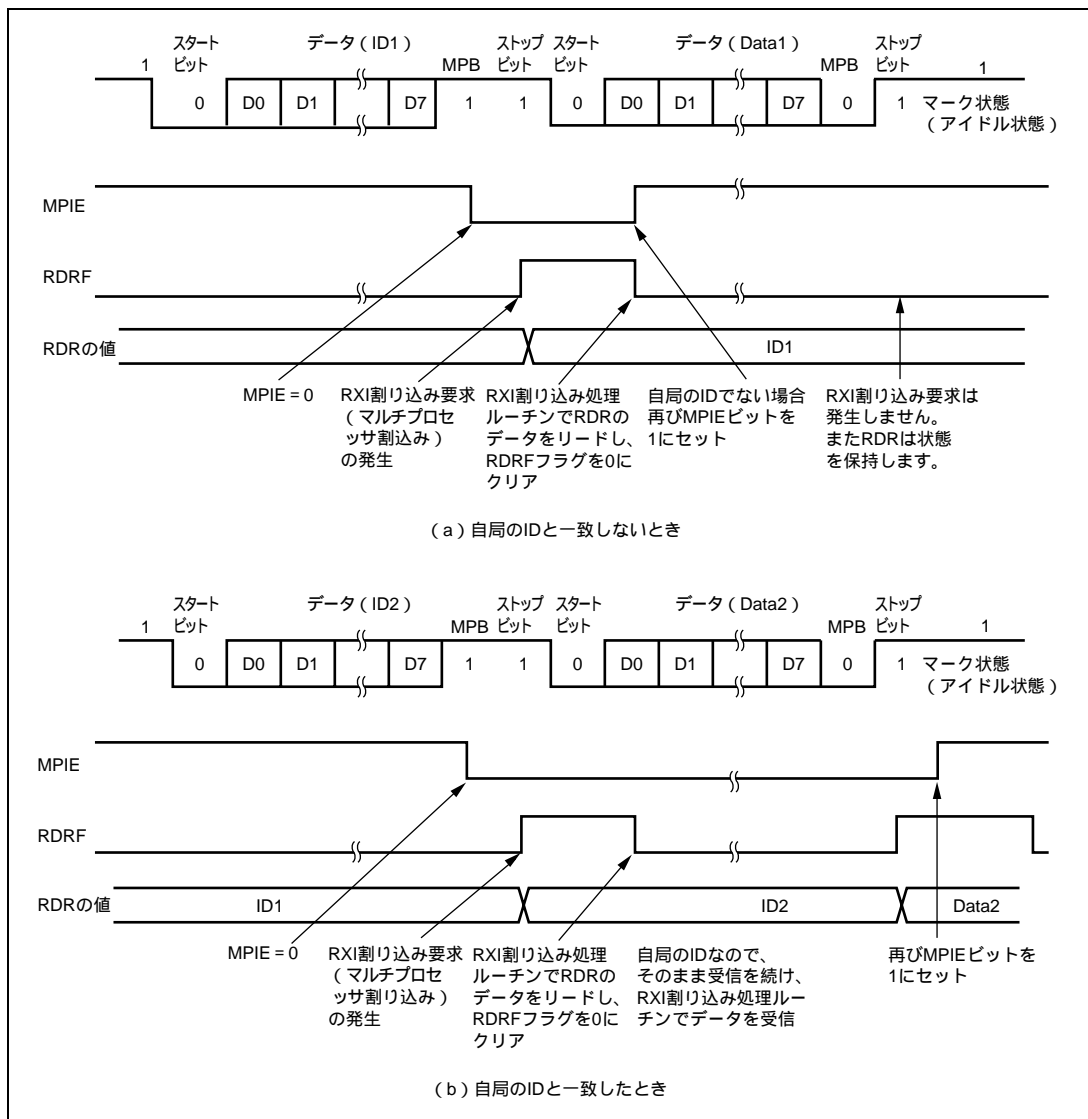 スタート データ（ID1） ストップ スタート データ（Data1） ストップ
1 ビット MPB ビット ビット MPB ビット 1
0 D0 D1 D7 1 1 0 D0 D1 D7 0 1 マーク状態
（アイドル状態）
MPIE
RDRF
RDRの値 ID1
MPIE = 0
RXI割り込み要求
（マルチプロセ
ッサ割込み）
の発生
RXI割り込み処理
ルーチンでRDRの
データをリードし、
RDRFフラグを0に
クリア
自局のIDでない場合
再びMPIEビットを
1にセット
RXI割り込み要求は
発生しません。
またRDRは状態
を保持します。
（a）自局のIDと一致しないとき
スタート データ（ID2） ストップ スタート データ（Data2） ストップ
1 ビット MPB ビット ビット MPB ビット 1
0 D0 D1 D7 1 1 0 D0 D1 D7 0 1 マーク状態
（アイドル状態）
MPIE
RDRF
RDRの値 ID1 ID2 Data2
MPIE = 0
RXI割り込み要求
（マルチプロセ
ッサ割り込み）
の発生
RXI割り込み処理
ルーチンでRDRの
データをリードし、
RDRFフラグを0に
クリア
自局のIDなので、
そのまま受信を続け、
RXI割り込み処理ルー
チンでデータを受信
再びMPIEビットを
1にセット
（b）自局のIDと一致したとき